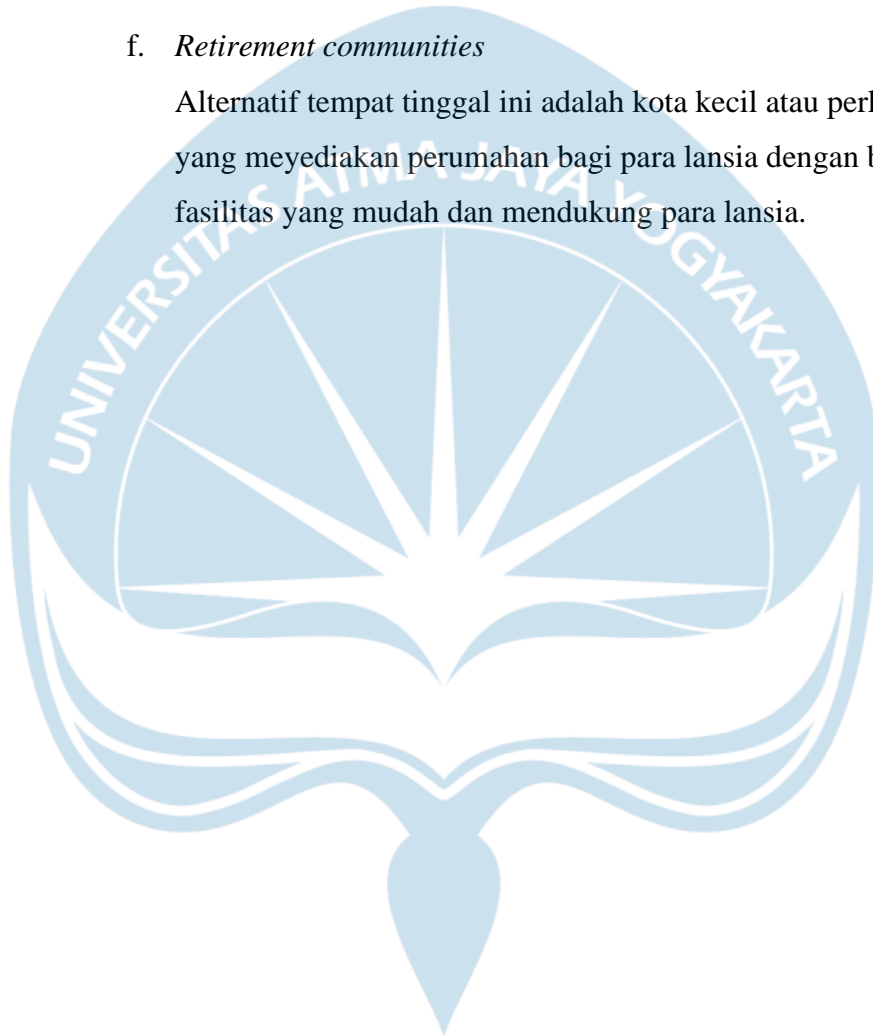 f. Retirement communities
Alternatif tempat tinggal ini adalah kota kecil atau
yang meyediakan perumahan bagi para lansia dengan
fasilitas yang mudah dan mendukung para lansia.
UNIVERSITAS ATMA JAYA YOGYAKARTA